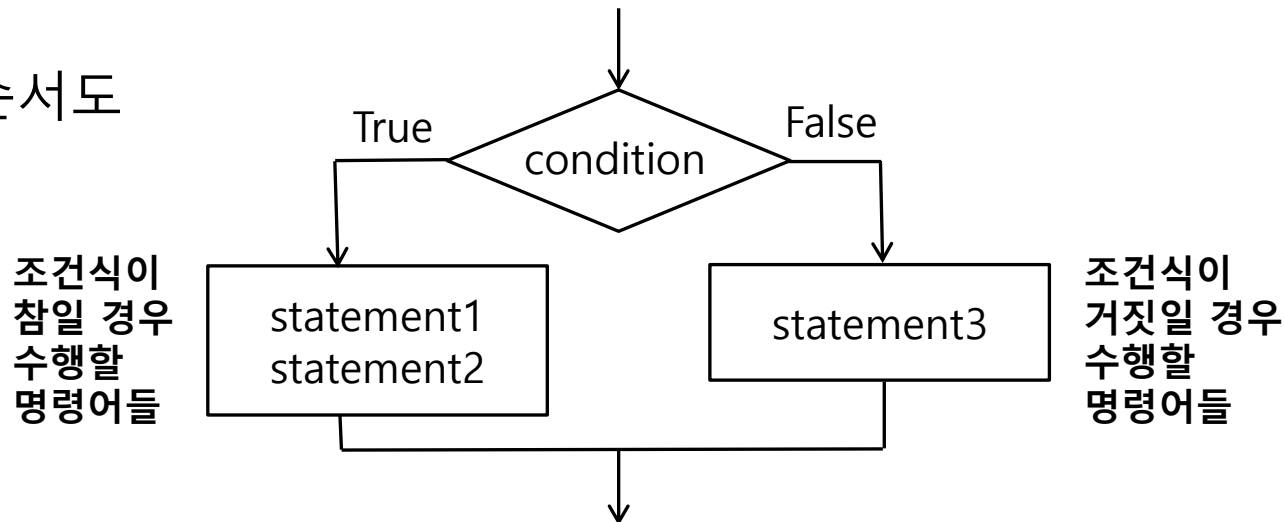 서도
True
False
condition
조건식이
참일 경우
수행할
명령어들
statement1
statement2
statement3
조건식이
거짓일 경우
수행할
명령어들